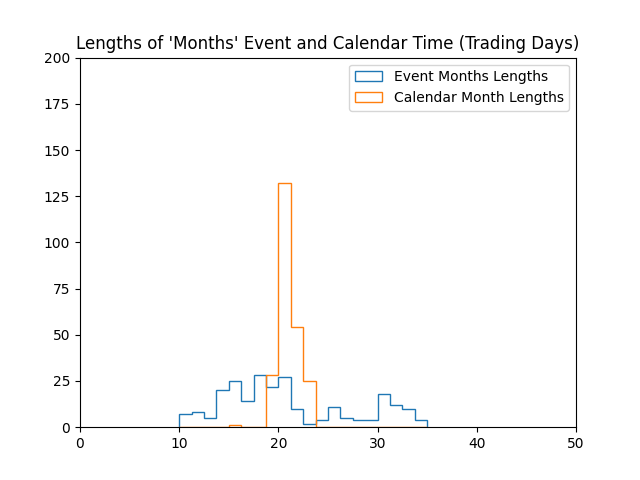 Lengths of 'Months' Event and Calendar Time (Trading Days)
200
175
150
125
100
75
50
25
0
Event Months Lengths
Calendar Month Lengths
0 10 20 30 40 50